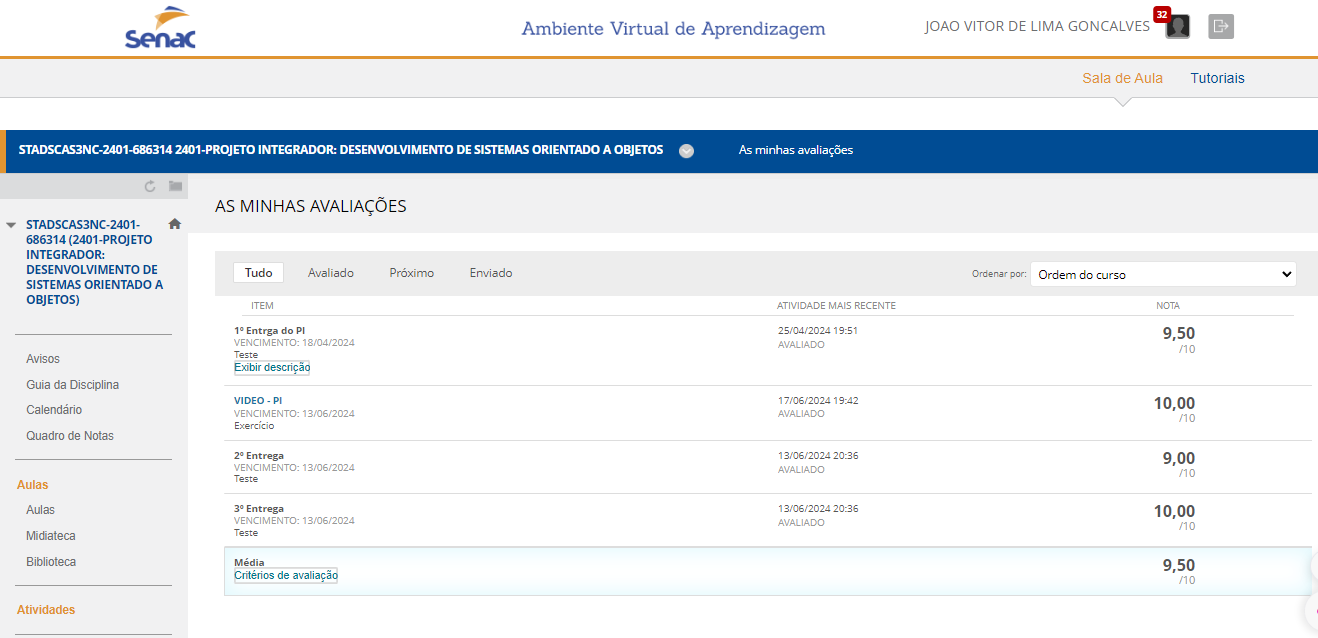 senac
Ambiente Virtual de Aprendizagem
JOAO VITOR DE LIMA GONCALVES
32
Sala de Aula
Tutoriais
STADSCAS3NC-2401-686314 2401-PROJETO INTEGRADOR: DESENVOLVIMENTO DE SISTEMAS ORIENTADO A OBJETOS
As minhas avaliações
STADSCAS3NC-2401-
686314 (2401-PROJETO
INTEGRADOR:
DESENVOLVIMENTO DE
SISTEMAS ORIENTADO A
OBJETOS)
Avisos
Guia da Disciplina
Calendário
Quadro de Notas
Aulas
Aulas
Midiateca
Biblioteca
Atividades
AS MINHAS AVALIAÇÕES
Tudo
Avaliado
Próximo
Enviado
Ordenar por:
Ordem do curso
ITEM
ATIVIDADE MAIS RECENTE
NOTA
1º Entrga do PI
VENCIMENTO: 18/04/2024
Teste
Exibir descrição
25/04/2024 19:51
AVALIADO
9,50
/10
VIDEO - PI
VENCIMENTO: 13/06/2024
Exercício
17/06/2024 19:42
AVALIADO
10,00
/10
2º Entrega
VENCIMENTO: 13/06/2024
Teste
13/06/2024 20:36
AVALIADO
9,00
/10
3º Entrega
VENCIMENTO: 13/06/2024
Teste
13/06/2024 20:36
AVALIADO
10,00
/10
Média
Critérios de avaliação
9,50
/10